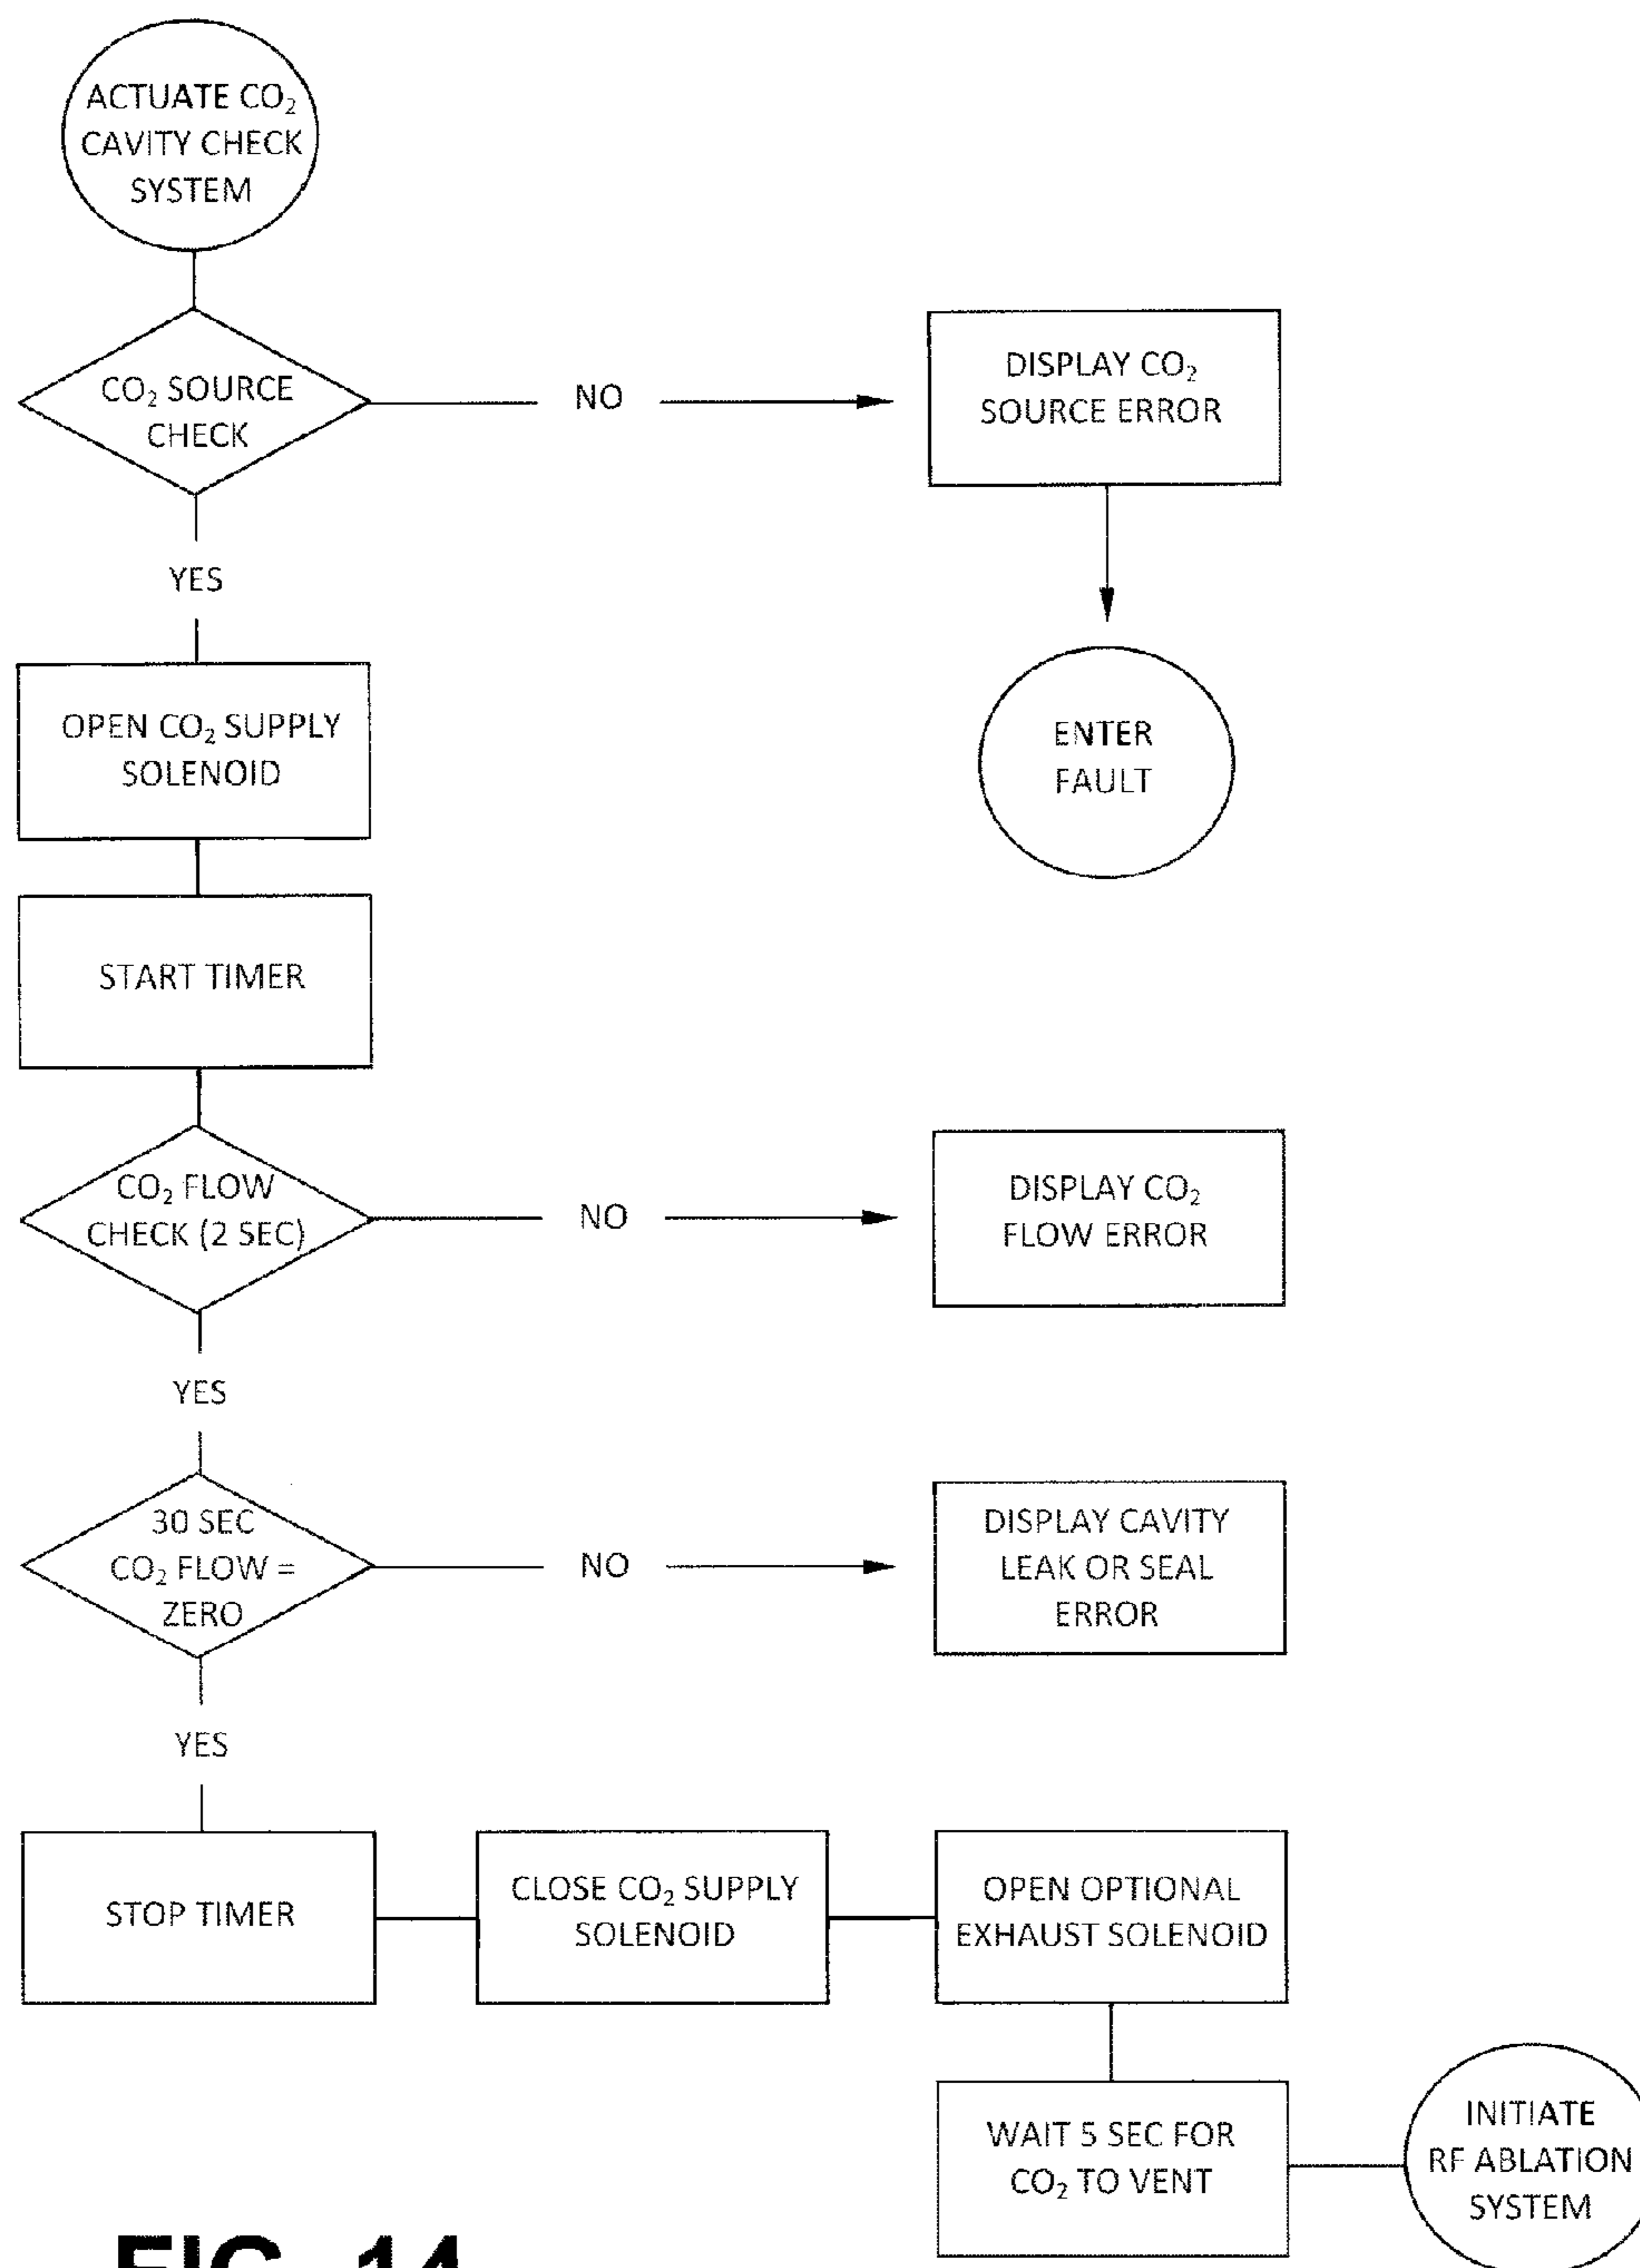 ACTUATE CO₂
CAVITY CHECK
SYSTEM
CO₂ SOURCE
CHECK
NO
DISPLAY CO₂
SOURCE ERROR
YES
ENTER
FAULT
OPEN CO₂ SUPPLY
SOLENOID
START TIMER
CO₂ FLOW
CHECK (2 SEC)
NO
DISPLAY CO₂
FLOW ERROR
YES
30 SEC
CO₂ FLOW =
ZERO
NO
DISPLAY CAVITY
LEAK OR SEAL
ERROR
YES
STOP TIMER
CLOSE CO₂ SUPPLY
SOLENOID
OPEN OPTIONAL
EXHAUST SOLENOID
WAIT 5 SEC FOR
CO₂ TO VENT
INITIATE
RF ABLATION
SYSTEM
FIG. 14